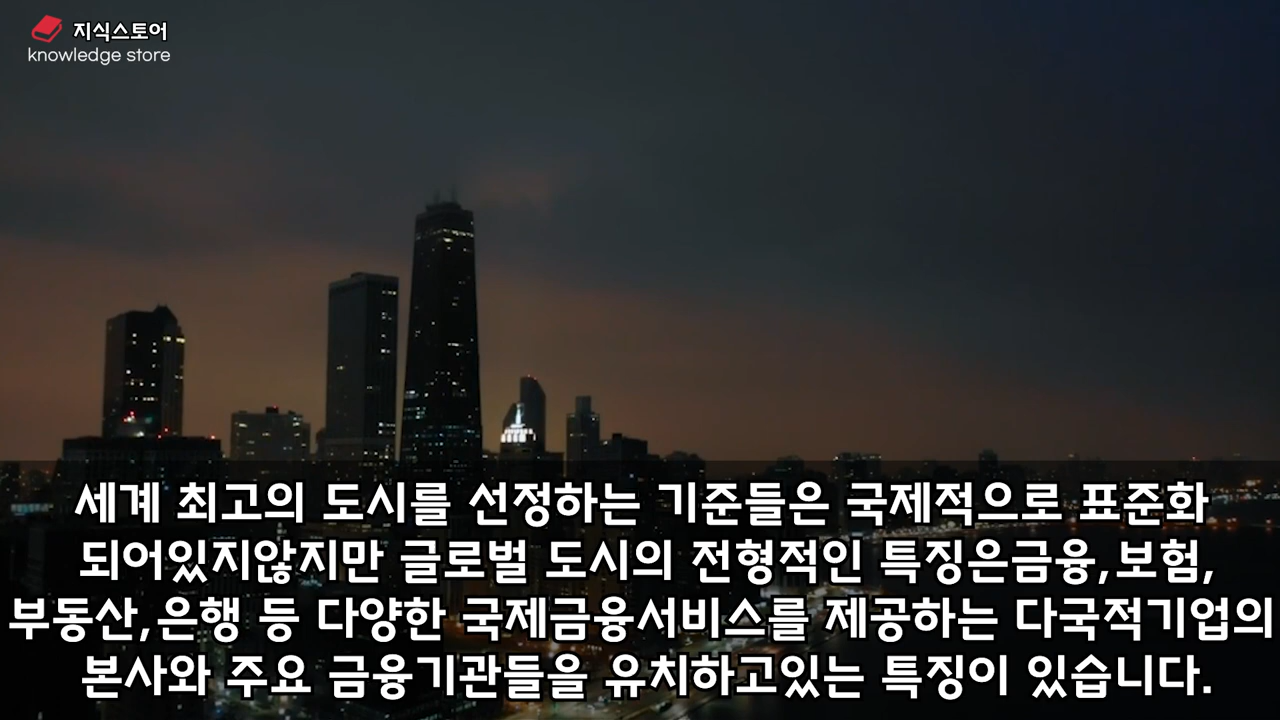 지식스토어
knowledge store
세계 최고의 도시를 선정하는 기준들은 국제적으로 표준화
되어있지않지만 글로벌 도시의 전형적인 특징은금융,보험,
부동산,은행 등 다양한 국제금융서비스를 제공하는 다국적기업의
본사와 주요 금융기관들을 유치하고있는 특징이 있습니다.